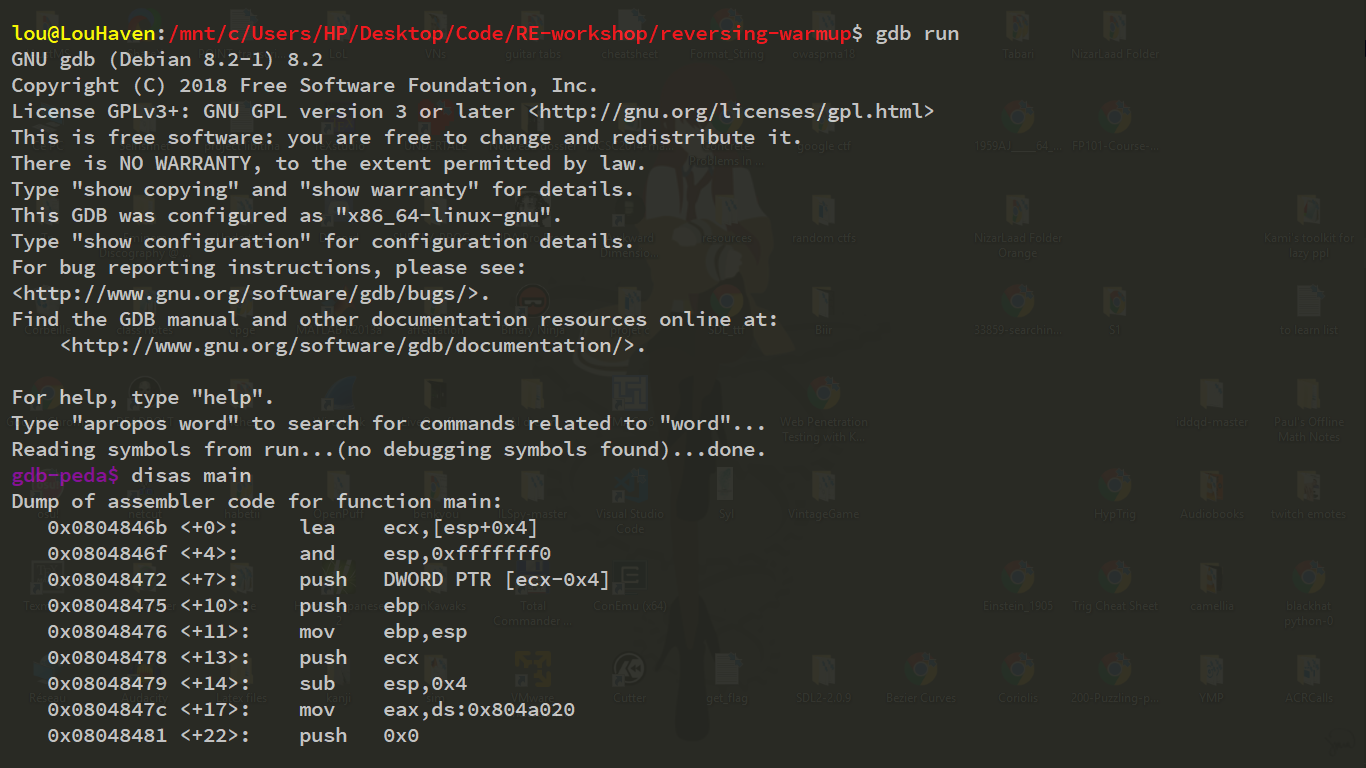 lou@LouHaven:/mnt/c/Users/HP/Desktop/Code/RE-workshop/reversing-warmup$ gdb run
GNU gdb (Debian 8.2-1) 8.2
Copyright (C) 2018 Free Software Foundation, Inc.
License GPLv3+: GNU GPL version 3 or later <http://gnu.org/licenses/gpl.html>
This is free software: you are free to change and redistribute it.
There is NO WARRANTY, to the extent permitted by law.
Type "show copying" and "show warranty" for details.
This GDB was configured as "x86_64-linux-gnu".
Type "show configuration" for configuration details.
For bug reporting instructions, please see:
<http://www.gnu.org/software/gdb/bugs/>.
Find the GDB manual and other documentation resources online at:
    <http://www.gnu.org/software/gdb/documentation/>.

For help, type "help".
Type "apropos word" to search for commands related to "word"...
Reading symbols from run...(no debugging symbols found)...done.
gdb-peda$ disas main
Dump of assembler code for function main:
   0x0804846b <+0>:     lea    ecx,[esp+0x4]
   0x0804846f <+4>:     and    esp,0xfffffff0
   0x08048472 <+7>:     push   DWORD PTR [ecx-0x4]
   0x08048475 <+10>:    push   ebp
   0x08048476 <+11>:    mov    ebp,esp
   0x08048478 <+13>:    push   ecx
   0x08048479 <+14>:    sub    esp,0x4
   0x0804847c <+17>:    mov    eax,ds:0x804a020
   0x08048481 <+22>:    push   0x0